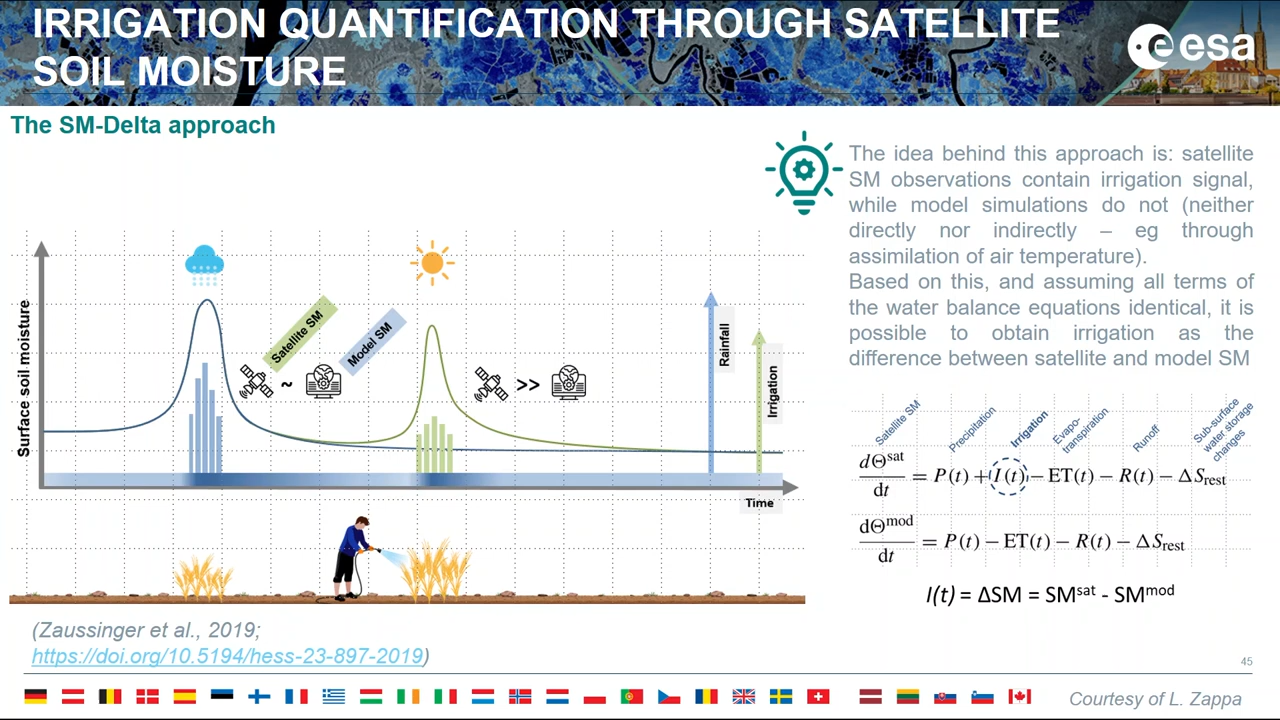 IRRIGATION QUANTIFICATION THROUGH SATELLITE
SOIL MOISTURE
esa
The SM-Delta approach
The idea behind this approach is: satellite
SM observations contain irrigation signal,
while model simulations do not (neither
directly nor indirectly – eg through
assimilation of air temperature).
Based on this, and assuming all terms of
the water balance equations identical, it is
possible to obtain irrigation as the
difference between satellite and model SM
Surface soil moisture
Satellite SM
Model SM
~
>>
Rainfall
Irrigation
Time
Satellite SM
Precipitation
Irrigation
Evapo-
transpiration
Runoff
Sub-surface
water storage
changes
dΘ^sat/dt = P(t) + I(t) − ET(t) − R(t) − ΔS_rest
dΘ^mod/dt = P(t) − ET(t) − R(t) − ΔS_rest
I(t) = ΔSM = SM^sat - SM^mod
(Zaussinger et al., 2019;
https://doi.org/10.5194/hess-23-897-2019)
45
Courtesy of L. Zappa